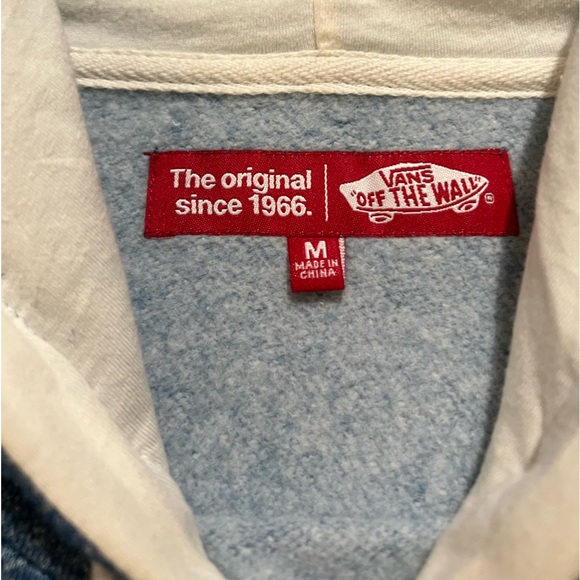 The original
since 1966.
VANS
"OFF THE WALL"
®
M
MADE IN
CHINA